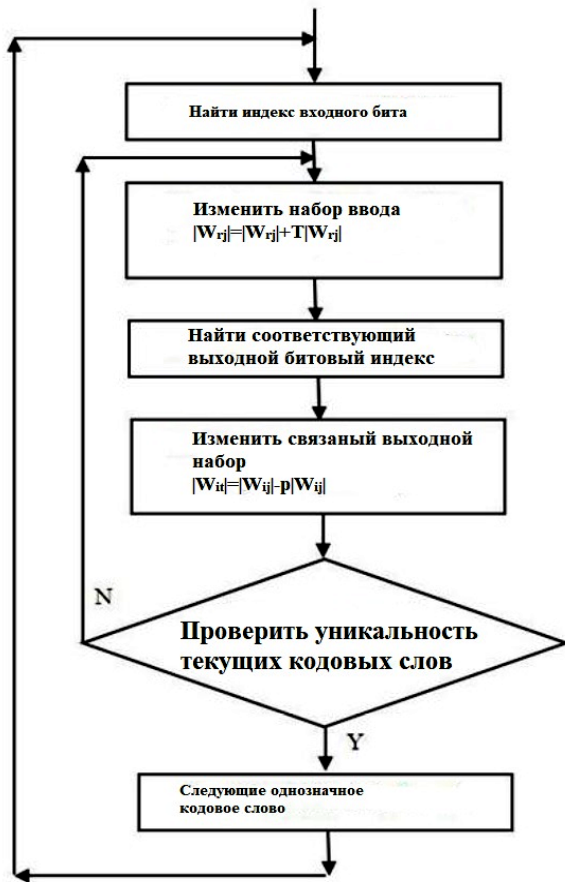 Найти индекс входного бита
Изменить набор ввода
|Wrj|=|Wrj|+T|Wrj|
Найти соответствующий
выходной битовый индекс
Изменить связаный выходной
набор
|Wit|=|Wij|-p|Wij|
N
Проверить уникальность
текущих кодовых слов
Y
Следующие однозначное
кодовое слово